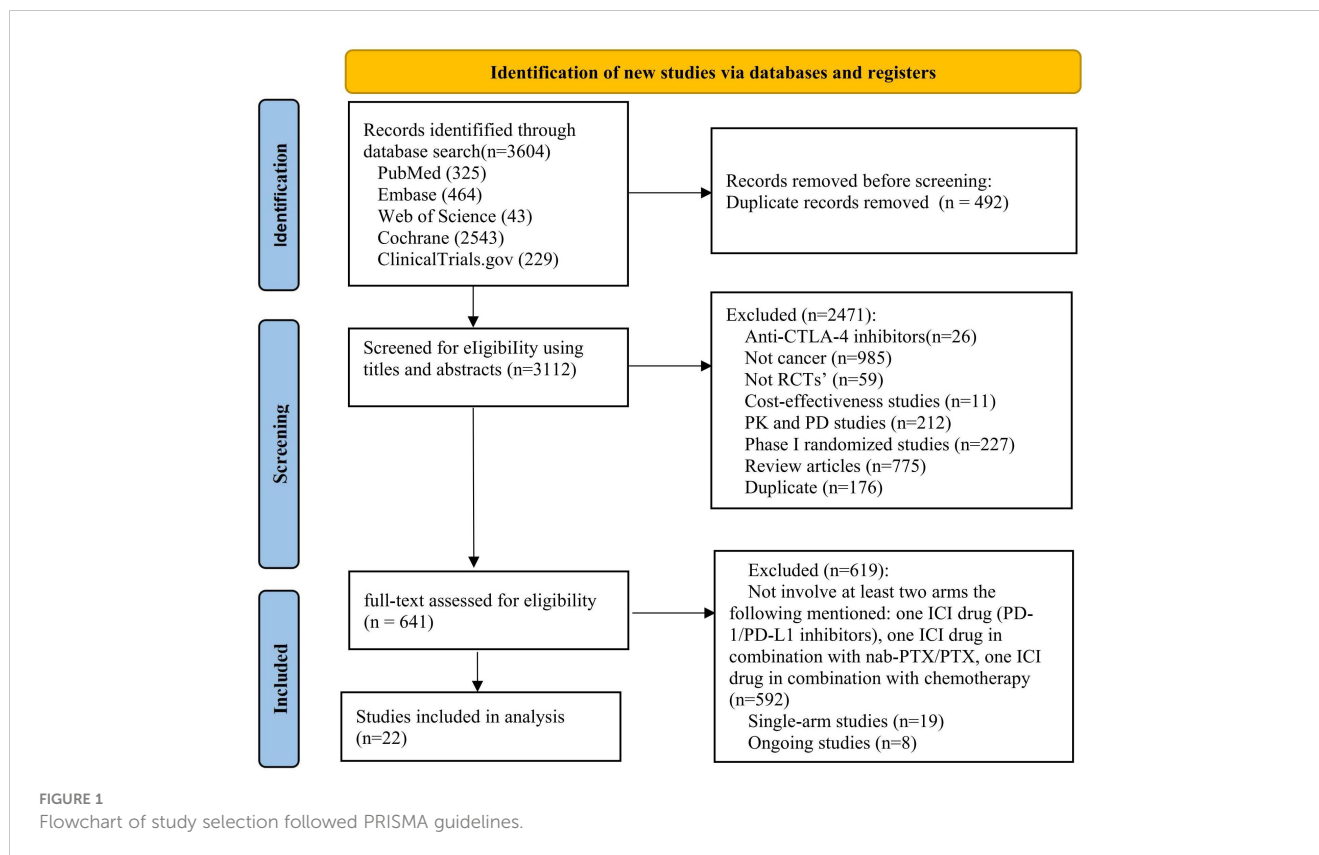 Identification of new studies via databases and registers
Identification
Records identifified through
database search(n=3604)
PubMed (325)
Embase (464)
Web of Science (43)
Cochrane (2543)
ClinicalTrials.gov (229)
Records removed before screening:
Duplicate records removed (n = 492)
Screening
Screened for eIigibiIity using
titles and abstracts (n=3112)
Excluded (n=2471):
Anti-CTLA-4 inhibitors(n=26)
Not cancer (n=985)
Not RCTs’ (n=59)
Cost-effectiveness studies (n=11)
PK and PD studies (n=212)
Phase I randomized studies (n=227)
Review articles (n=775)
Duplicate (n=176)
Included
full-text assessed for eligibility
(n = 641)
Excluded (n=619):
Not involve at least two arms the
following mentioned: one ICI drug (PD-
1/PD-L1 inhibitors), one ICI drug in
combination with nab-PTX/PTX, one ICI
drug in combination with chemotherapy
(n=592)
Single-arm studies (n=19)
Ongoing studies (n=8)
Studies included in analysis
(n=22)
FIGURE 1
Flowchart of study selection followed PRISMA guidelines.